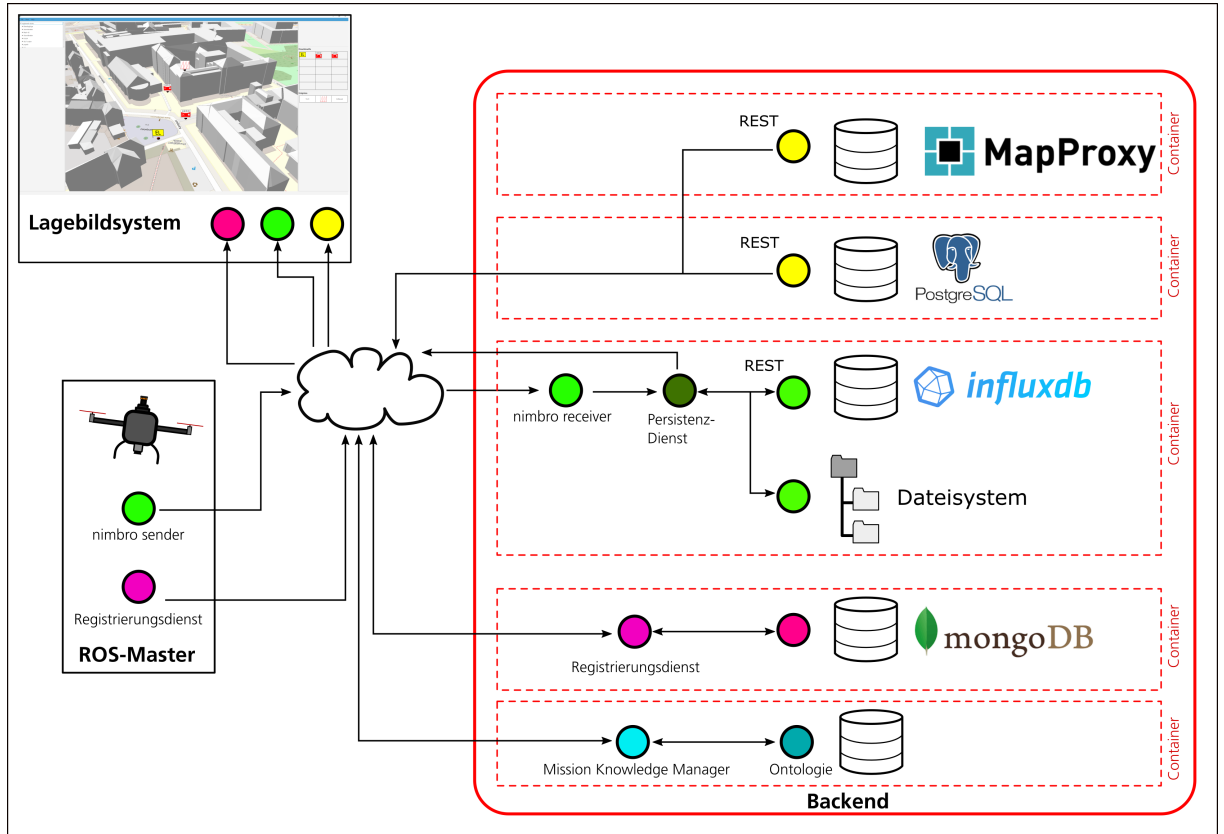 Lagebildsystem
REST
MapProxy
Container
REST
PostgreSQL
Container
nimbro receiver
Persistenz-
Dienst
REST
influxdb
Dateisystem
Container
nimbro sender
Registrierungsdienst
ROS-Master
Registrierungsdienst
mongoDB
Container
Mission Knowledge Manager
Ontologie
Container
Backend